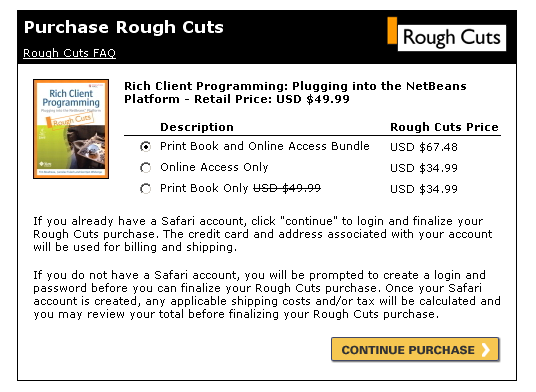 Purchase Rough Cuts
Rough Cuts FAQ
Rough Cuts
Rich Client
Programming
Plugging into the NetBeans Platform
Rough Cuts
Rich Client Programming: Plugging into the NetBeans
Platform - Retail Price: USD $49.99
Description Rough Cuts Price
Print Book and Online Access Bundle USD $67.48
Online Access Only USD $34.99
Print Book Only USD $49.99 USD $34.99
If you already have a Safari account, click "continue" to login and finalize your
Rough Cuts purchase. The credit card and address associated with your account
will be used for billing and shipping.
If you do not have a Safari account, you will be prompted to create a login and
password before you can finalize your Rough Cuts purchase. Once your Safari
account is created, any applicable shipping costs and/or tax will be calculated and
you may review your total before finalizing your Rough Cuts purchase.
CONTINUE PURCHASE